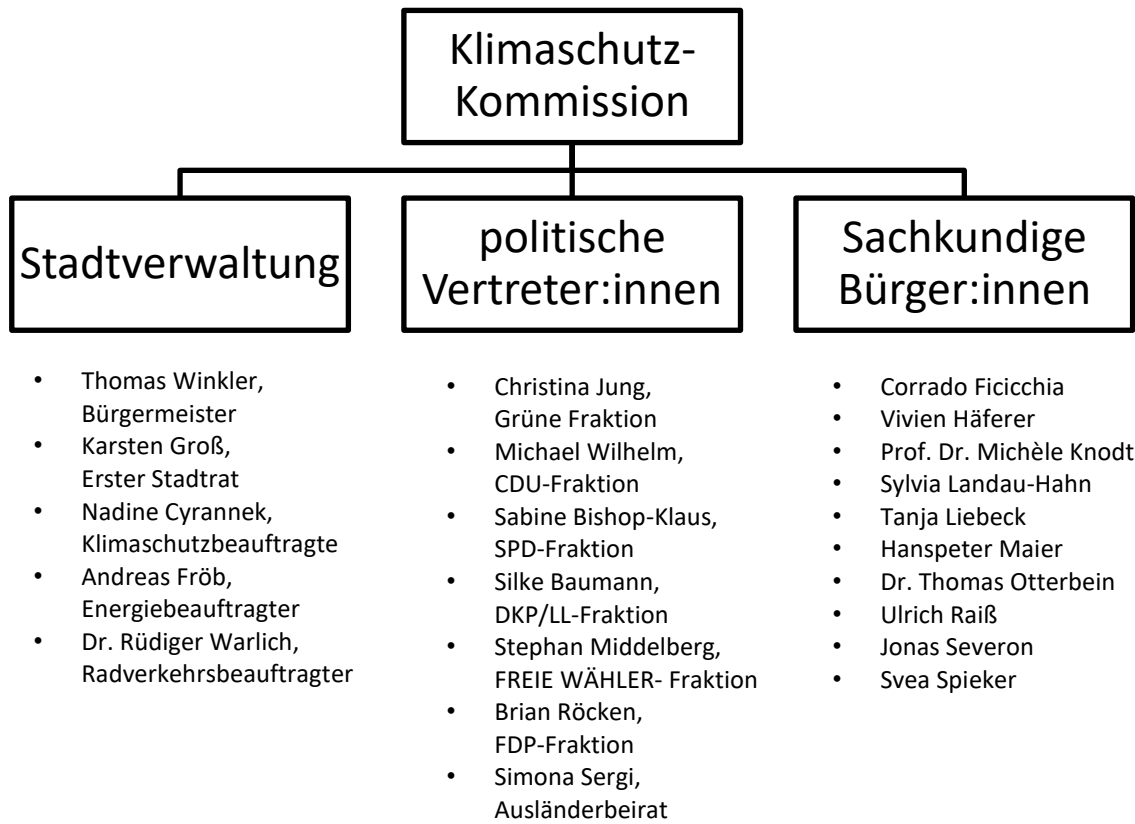 Klimaschutz-
Kommission
Stadtverwaltung
politische
Vertreter:innen
Sachkundige
Bürger:innen
• Thomas Winkler,
Bürgermeister
• Karsten Groß,
Erster Stadtrat
• Nadine Cyrannek,
Klimaschutzbeauftragte
• Andreas Fröb,
Energiebeauftragter
• Dr. Rüdiger Warlich,
Radverkehrsbeauftragter
• Christina Jung,
Grüne Fraktion
• Michael Wilhelm,
CDU-Fraktion
• Sabine Bishop-Klaus,
SPD-Fraktion
• Silke Baumann,
DKP/LL-Fraktion
• Stephan Middelberg,
FREIE WÄHLER- Fraktion
• Brian Röcken,
FDP-Fraktion
• Simona Sergi,
Ausländerbeirat
• Corrado Ficicchia
• Vivien Häferer
• Prof. Dr. Michèle Knodt
• Sylvia Landau-Hahn
• Tanja Liebeck
• Hanspeter Maier
• Dr. Thomas Otterbein
• Ulrich Raiß
• Jonas Severon
• Svea Spieker